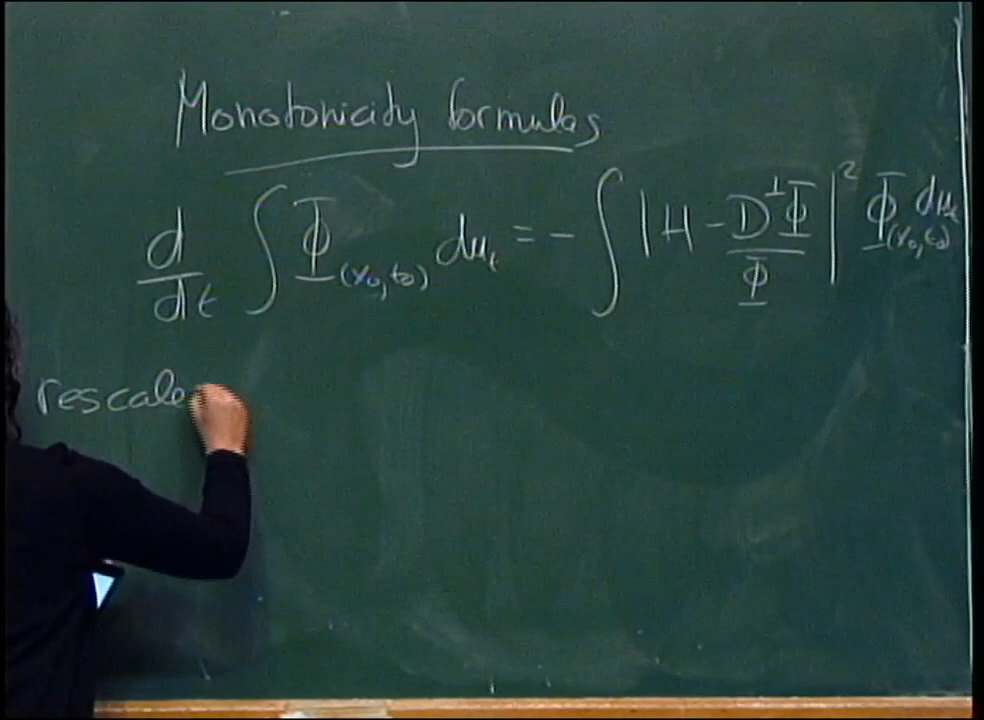 Monotonicity formulas
d/dt ∫ Φ_(x₀,t₀) dμ_t = - ∫ | H - D^⊥Φ/Φ |² Φ_(x₀,t₀) dμ_t
rescale